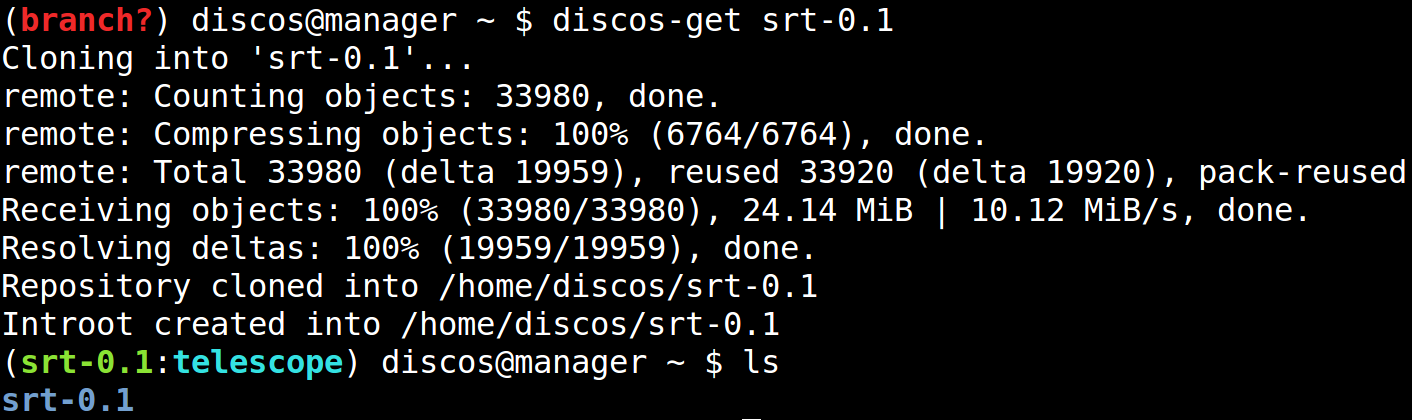 (branch?) discos@manager ~ $ discos-get srt-0.1
Cloning into 'srt-0.1'...
remote: Counting objects: 33980, done.
remote: Compressing objects: 100% (6764/6764), done.
remote: Total 33980 (delta 19959), reused 33920 (delta 19920), pack-reused
Receiving objects: 100% (33980/33980), 24.14 MiB | 10.12 MiB/s, done.
Resolving deltas: 100% (19959/19959), done.
Repository cloned into /home/discos/srt-0.1
Introot created into /home/discos/srt-0.1
(srt-0.1:telescope) discos@manager ~ $ ls
srt-0.1